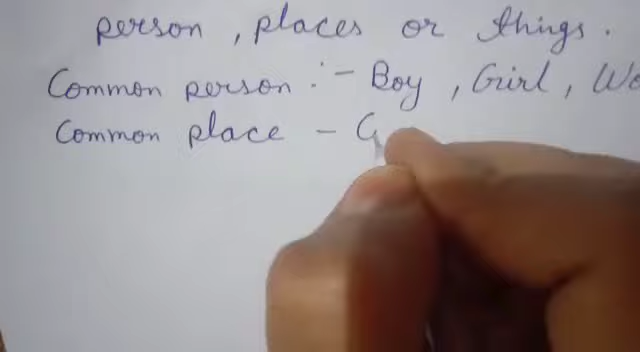 person, places or things.
Common person :- Boy, Girl,
Common place -